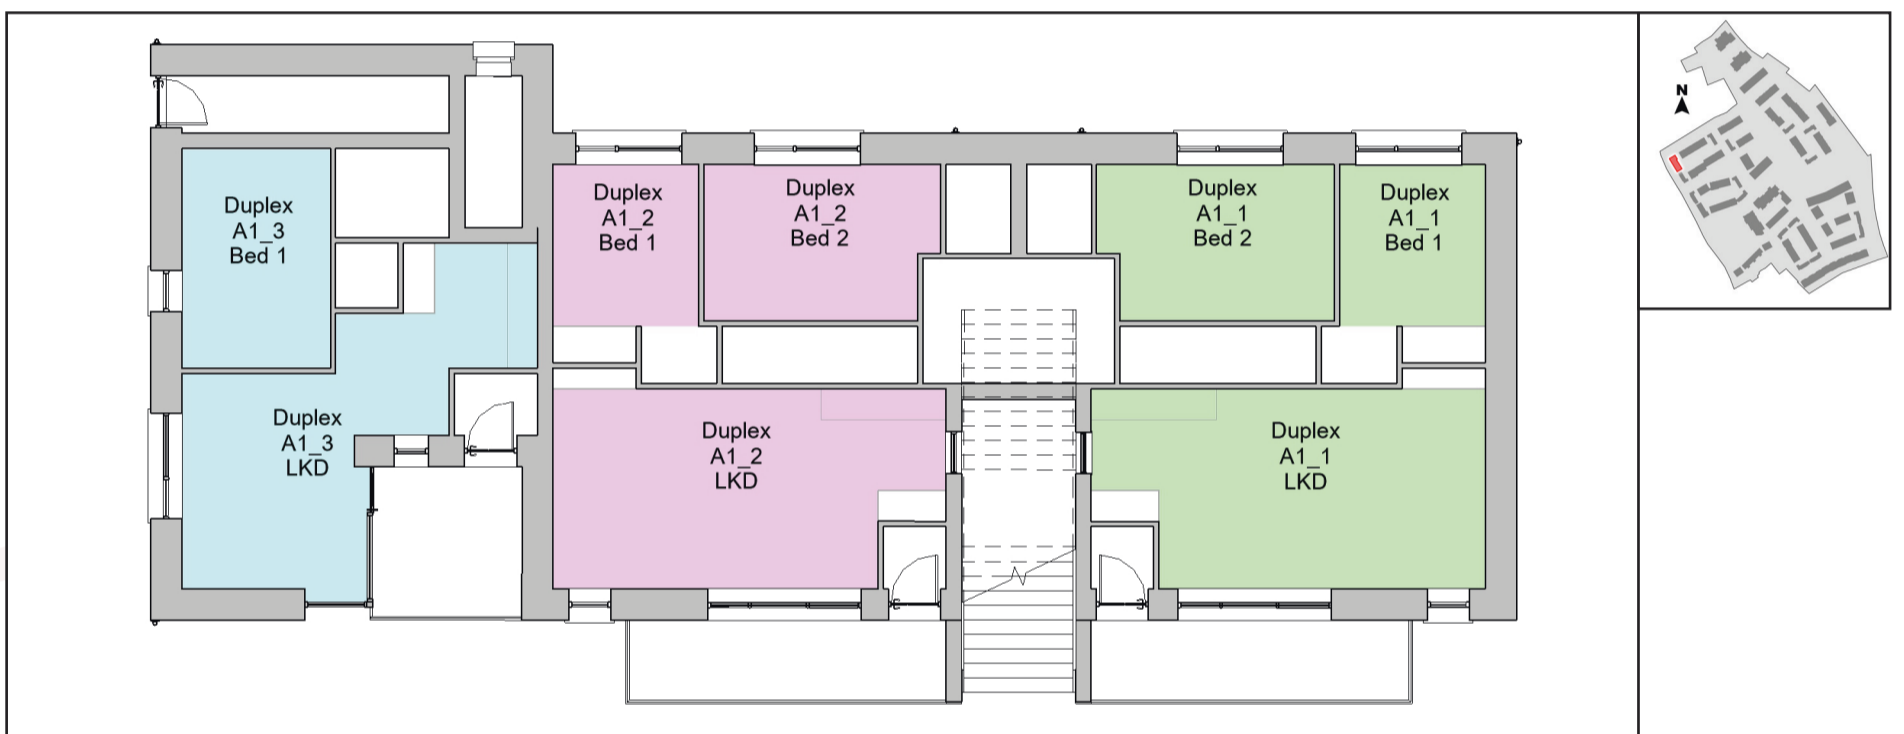 N
Duplex
A1_3
Bed 1
Duplex
A1_2
Bed 1
Duplex
A1_2
Bed 2
Duplex
A1_1
Bed 2
Duplex
A1_1
Bed 1
Duplex
A1_3
LKD
Duplex
A1_2
LKD
Duplex
A1_1
LKD